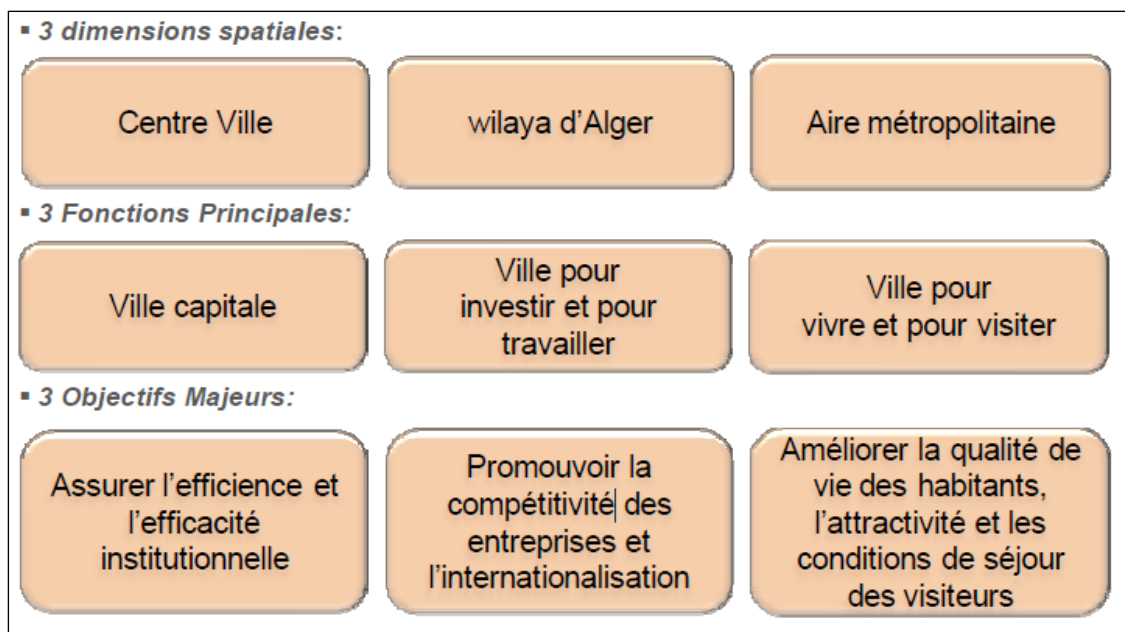 ▪ 3 dimensions spatiales:
Centre Ville
wilaya d'Alger
Aire métropolitaine
▪ 3 Fonctions Principales:
Ville capitale
Ville pour
investir et pour
travailler
Ville pour
vivre et pour visiter
▪ 3 Objectifs Majeurs:
Assurer l'efficience et
l'efficacité
institutionnelle
Promouvoir la
compétitivité des
entreprises et
l'internationalisation
Améliorer la qualité de
vie des habitants,
l'attractivité et les
conditions de séjour
des visiteurs